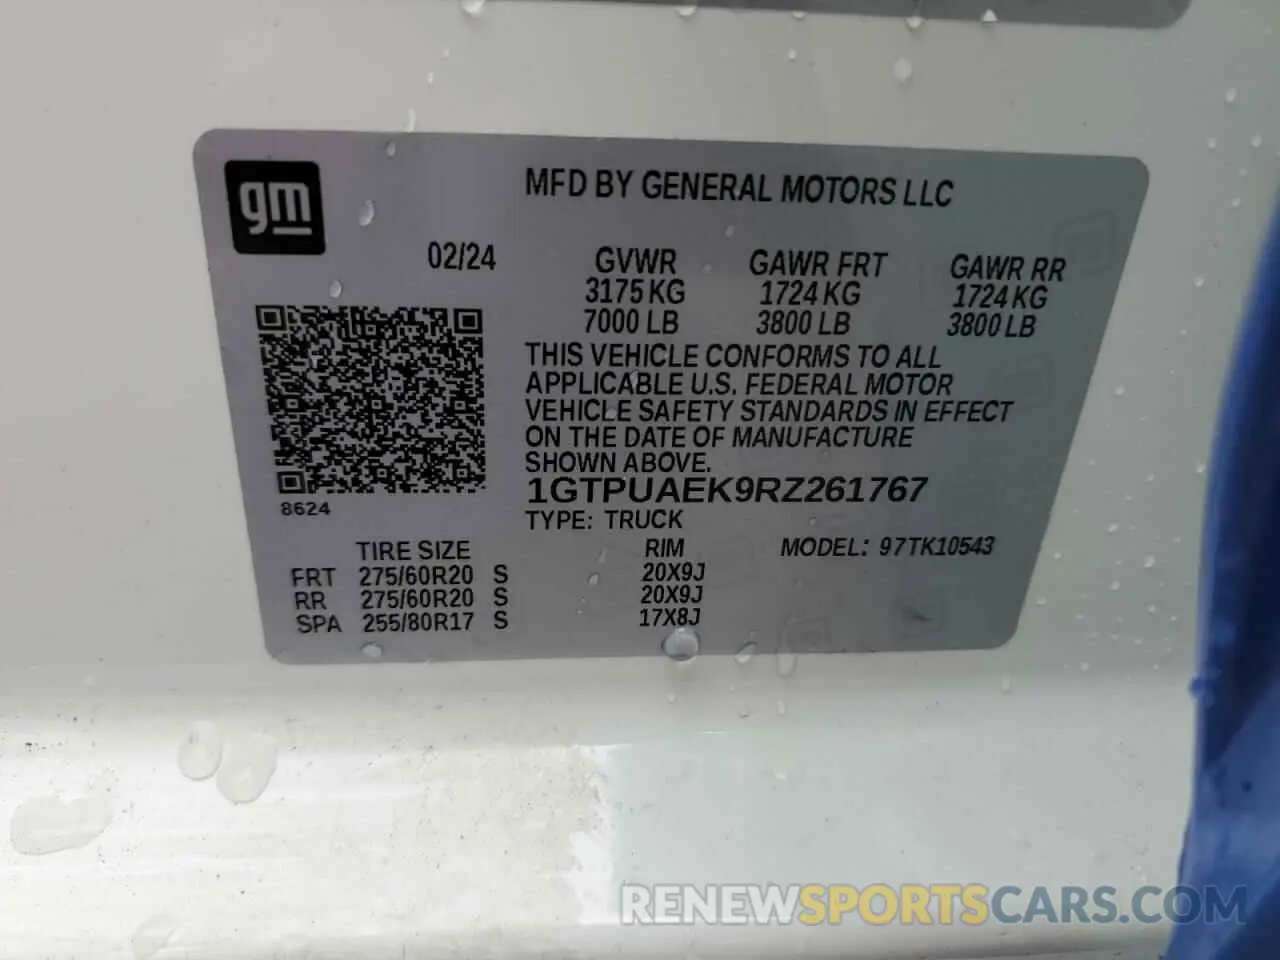 gm
MFD BY GENERAL MOTORS LLC
02/24
GVWR GAWR FRT GAWR RR
3175 KG 1724 KG 1724 KG
7000 LB 3800 LB 3800 LB
THIS VEHICLE CONFORMS TO ALL
APPLICABLE U.S. FEDERAL MOTOR
VEHICLE SAFETY STANDARDS IN EFFECT
ON THE DATE OF MANUFACTURE
SHOWN ABOVE.
1GTPUAEK9RZ261767
8624
TYPE: TRUCK
TIRE SIZE RIM MODEL: 97TK10543
FRT 275/60R20 S 20X9J
RR 275/60R20 S 20X9J
SPA 255/80R17 S 17X8J
RENEWSPORTSCARS.COM